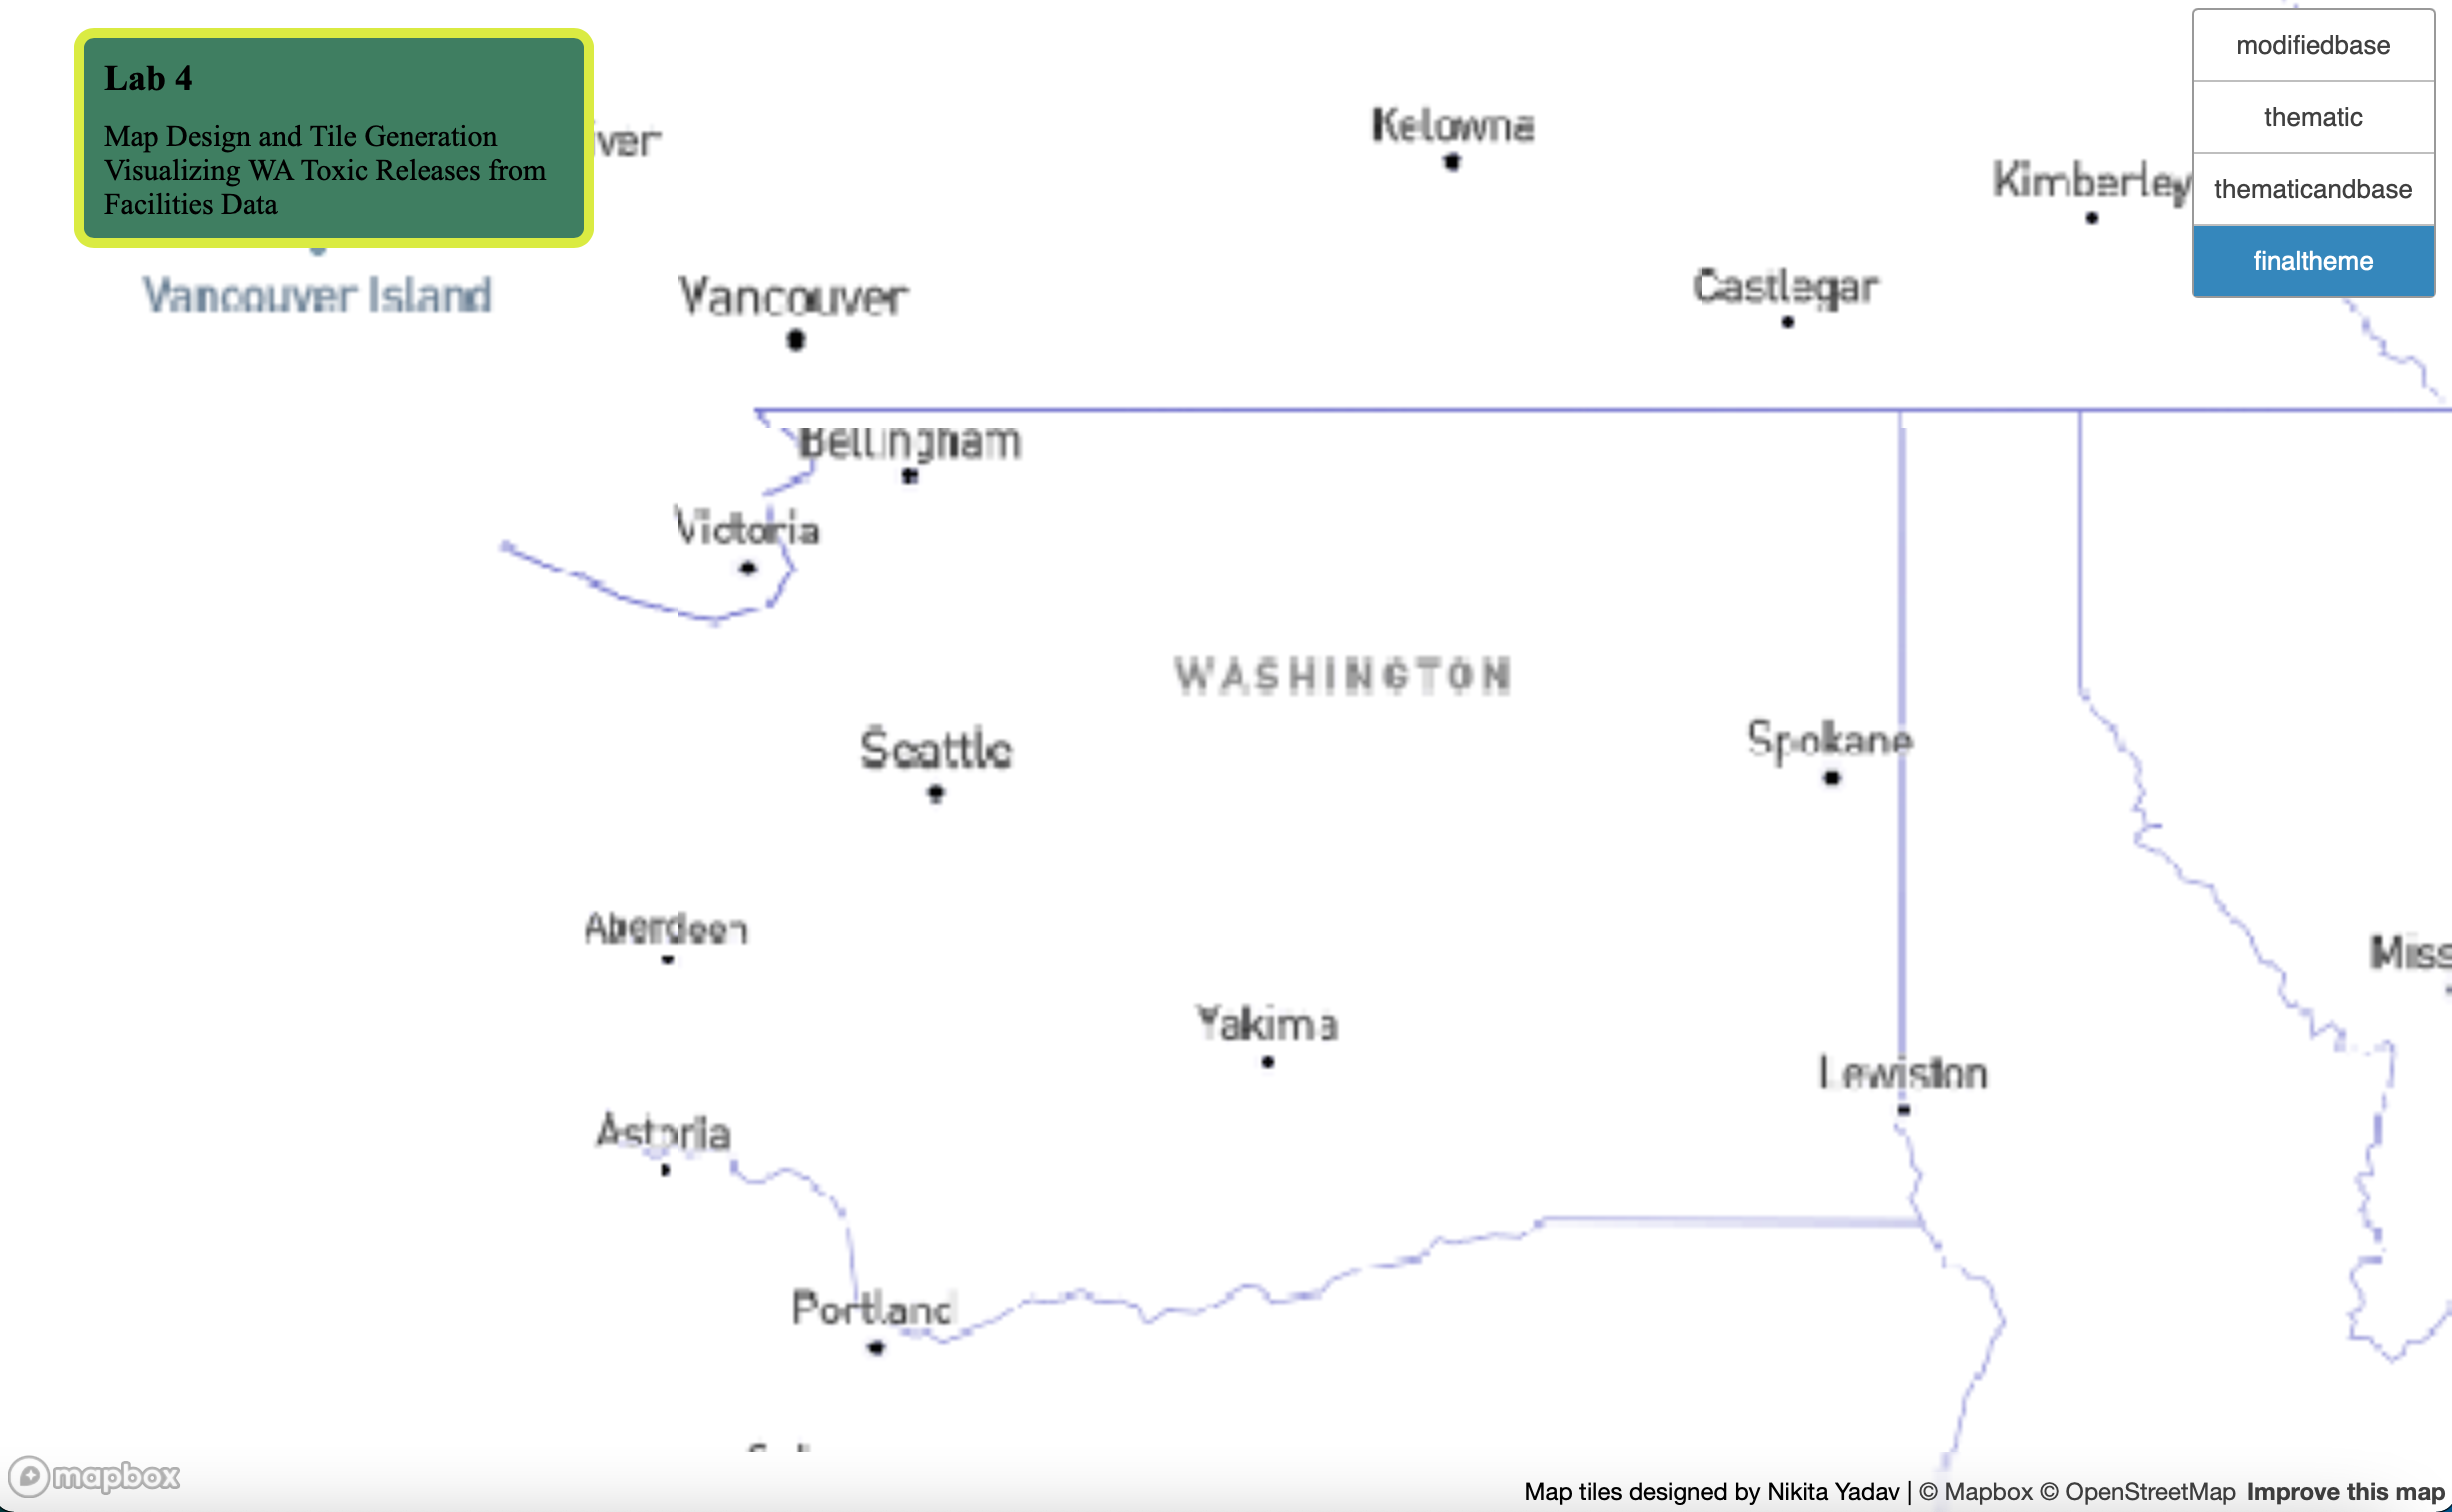 Lab 4
Map Design and Tile Generation
Visualizing WA Toxic Releases from
Facilities Data
modifiedbase
thematic
thematicandbase
finaltheme
ver
Kelowna
Kimberley
Vancouver Island
Vancouver
Castlegar
Bellingham
Victoria
WASHINGTON
Seattle
Spokane
Aberdeen
Miss
Yakima
Lewiston
Astoria
Portland
mapbox
Map tiles designed by Nikita Yadav | © Mapbox © OpenStreetMap Improve this map